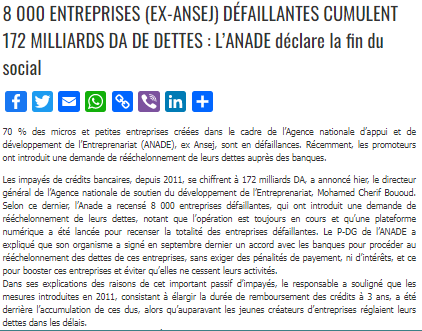 8 000 ENTREPRISES (EX-ANSEJ) DÉFAILLANTES CUMULENT
172 MILLIARDS DA DE DETTES : L'ANADE déclare la fin du
social
70 % des micros et petites entreprises créées dans le cadre de l'Agence nationale d'appui et de
développement de l'Entreprenariat (ANADE), ex Ansej, sont en défaillances. Récemment, les promoteurs
ont introduit une demande de rééchelonnement de leurs dettes auprès des banques.
Les impayés de crédits bancaires, depuis 2011, se chiffrent à 172 milliards DA, a annoncé hier, le directeur
général de l'Agence nationale de soutien du développement de l'Entreprenariat, Mohamed Cherif Bououd.
Selon ce dernier, l'Anade a recensé 8 000 entreprises défaillantes, qui ont introduit une demande de
rééchelonnement de leurs dettes, notant que l'opération est toujours en cours et qu'une plateforme
numérique a été lancée pour recenser la totalité des entreprises défaillantes. Le P-DG de l'ANADE a
expliqué que son organisme a signé en septembre dernier un accord avec les banques pour procéder au
rééchelonnement des dettes de ces entreprises, sans exiger des pénalités de payement, ni d'intérêts, et ce
pour booster ces entreprises et éviter qu'elles ne cessent leurs activités.
Dans ses explications des raisons de cet important passif d'impayés, le responsable a souligné que les
mesures introduites en 2011, consistant à élargir la durée de remboursement des crédits à 3 ans, a été
derrière l'accumulation de ces dus, alors qu'auparavant les jeunes créateurs d'entreprises réglaient leurs
dettes dans les délais.